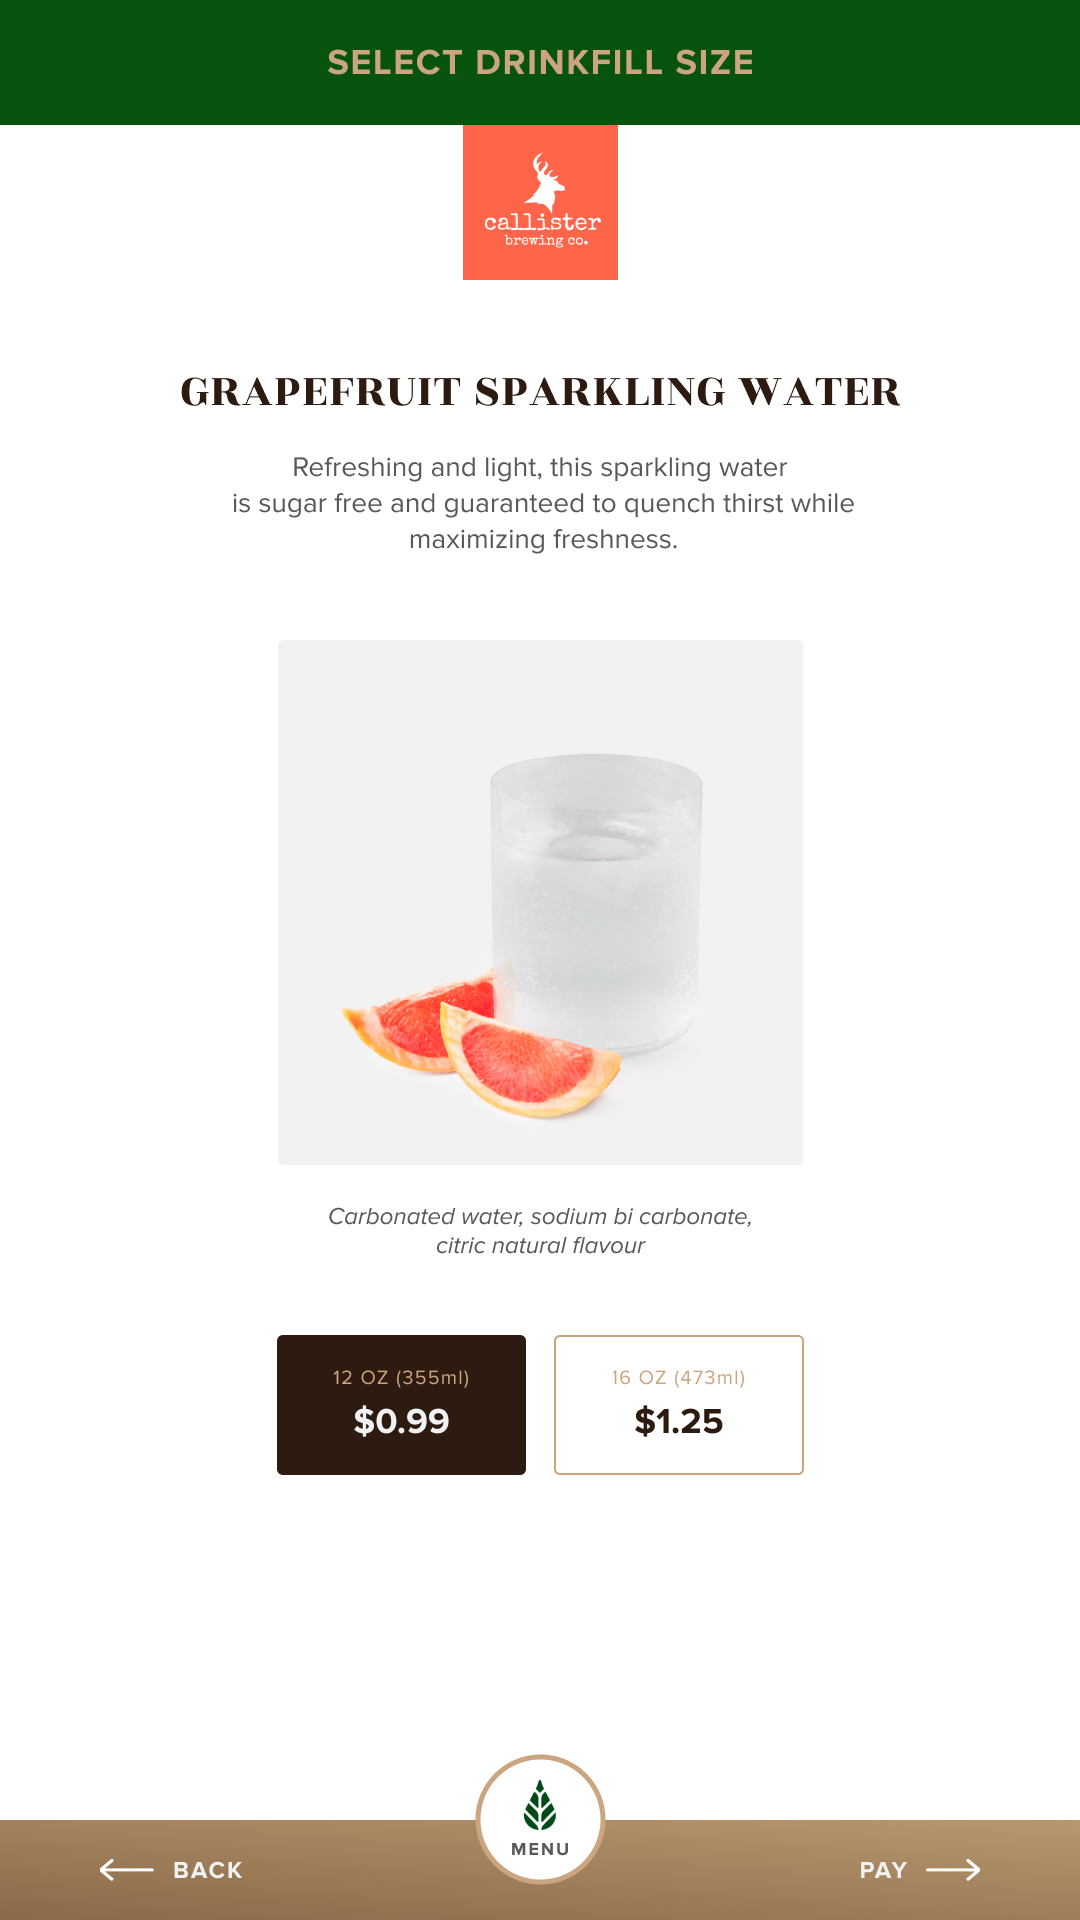 SELECT DRINKFILL SIZE
callister
brewing co.
GRAPEFRUIT SPARKLING WATER
Refreshing and light, this sparkling water
is sugar free and guaranteed to quench thirst while
maximizing freshness.
Carbonated water, sodium bi carbonate,
citric natural flavour
12 OZ (355ml)
$0.99
16 OZ (473ml)
$1.25
BACK
MENU
PAY